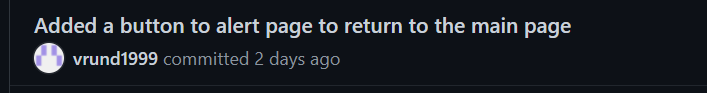 Added a button to alert page to return to the main page
vrund1999 committed 2 days ago